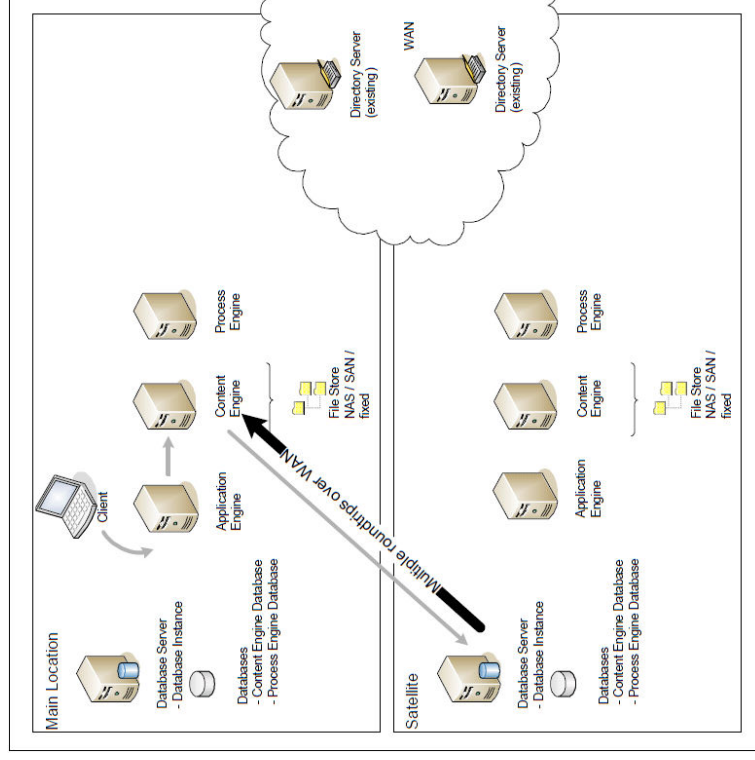 Main Location
Client
Database Server
- Database Instance
Databases
- Content Engine Database
- Process Engine Database
Application
Engine
Content
Engine
Process
Engine
File Store
NAS / SAN /
fixed
Multiple roundtrips over WAN
WAN
Directory Server
(existing)
Directory Server
(existing)
Satellite
Database Server
- Database Instance
Databases
- Content Engine Database
- Process Engine Database
Application
Engine
Content
Engine
Process
Engine
File Store
NAS / SAN /
fixed